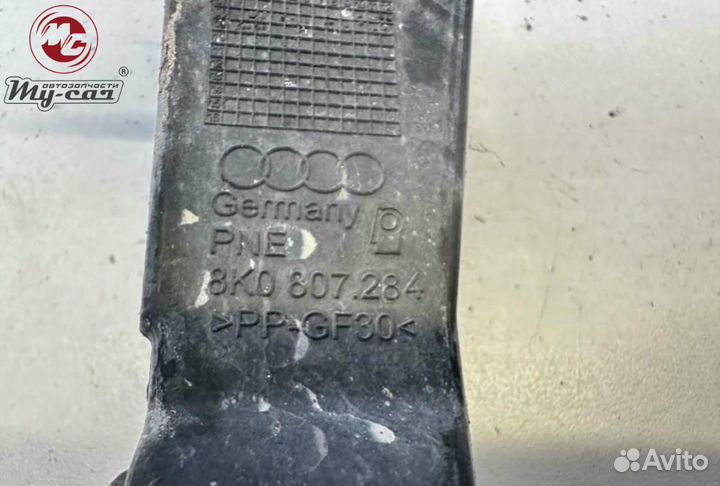 MC
автозапчасти
My-car ®
Germany
PNE
8K0 807.284
>PP-GF30<
Avito